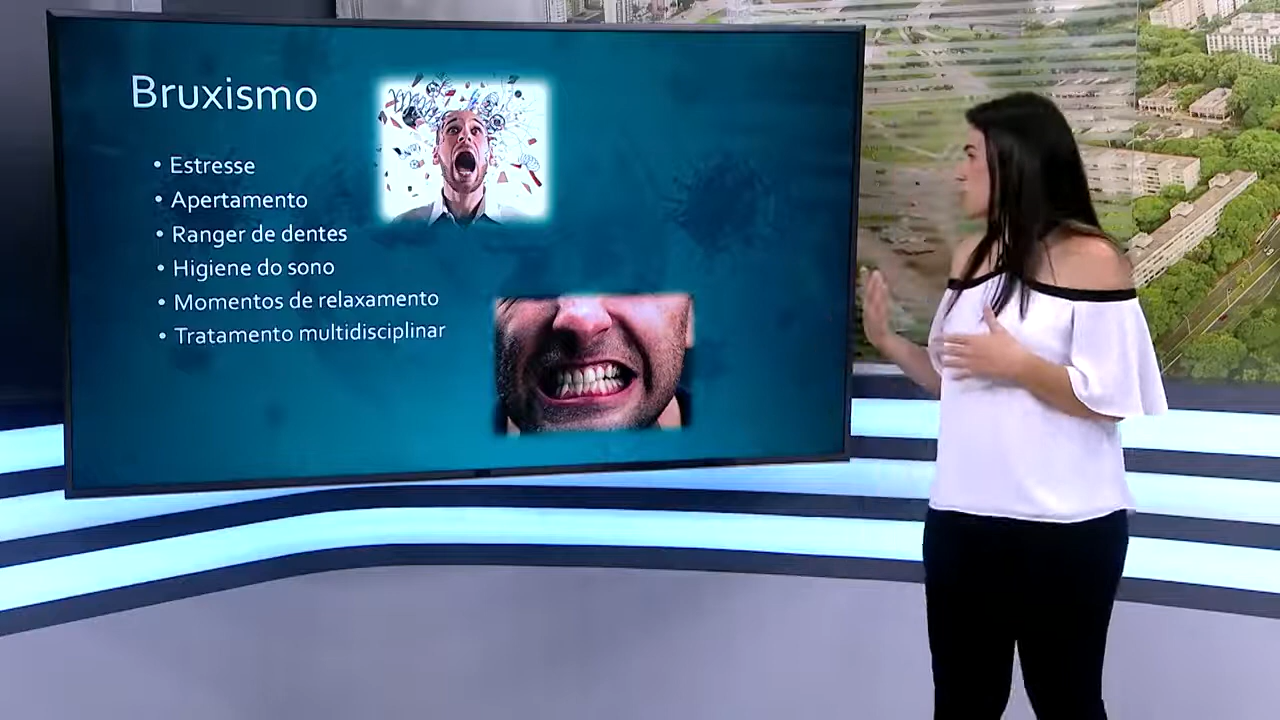 Bruxismo
• Estresse
• Apertamento
• Ranger de dentes
• Higiene do sono
• Momentos de relaxamento
• Tratamento multidisciplinar